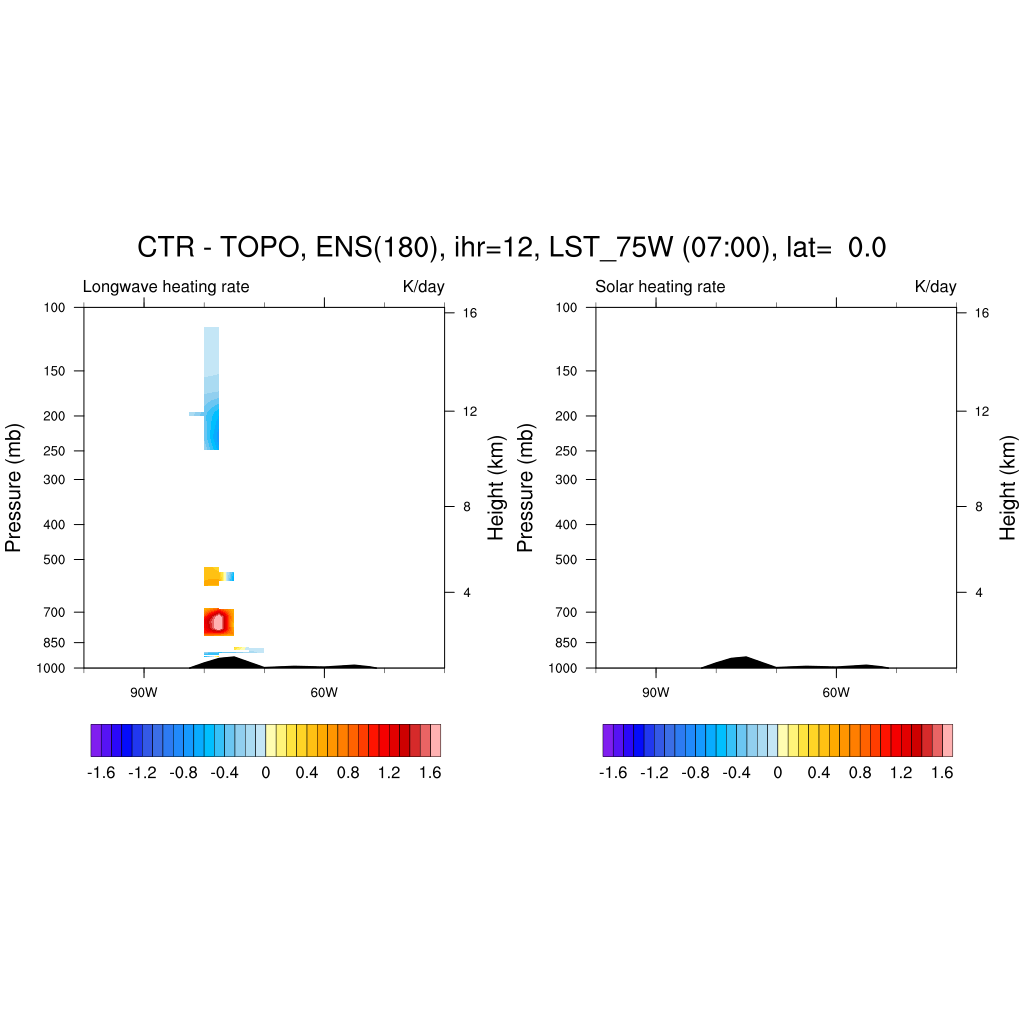 CTR - TOPO, ENS(180), ihr=12, LST_75W (07:00), lat=  0.0
Longwave heating rate K/day
100
150
200
250
300
400
500
700
850
1000
Pressure (mb)
16
12
8
4
Height (km)
90W 60W
-1.6 -1.2 -0.8 -0.4 0 0.4 0.8 1.2 1.6
Solar heating rate K/day
100
150
200
250
300
400
500
700
850
1000
Pressure (mb)
16
12
8
4
Height (km)
90W 60W
-1.6 -1.2 -0.8 -0.4 0 0.4 0.8 1.2 1.6